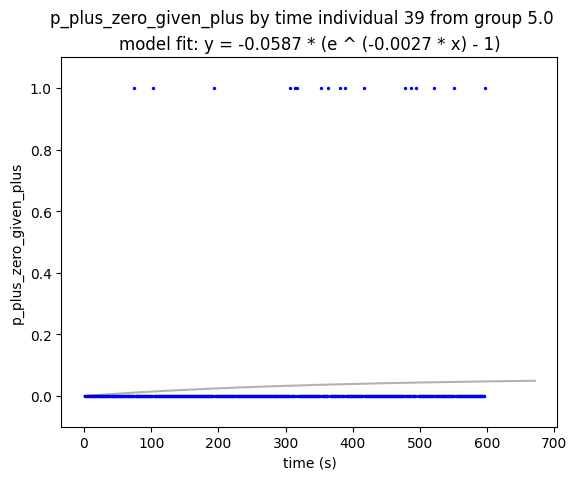 p_plus_zero_given_plus by time individual 39 from group 5.0
model fit: y = -0.0587 * (e ^ (-0.0027 * x) - 1)
p_plus_zero_given_plus
1.0
0.8
0.6
0.4
0.2
0.0
0 100 200 300 400 500 600 700
time (s)